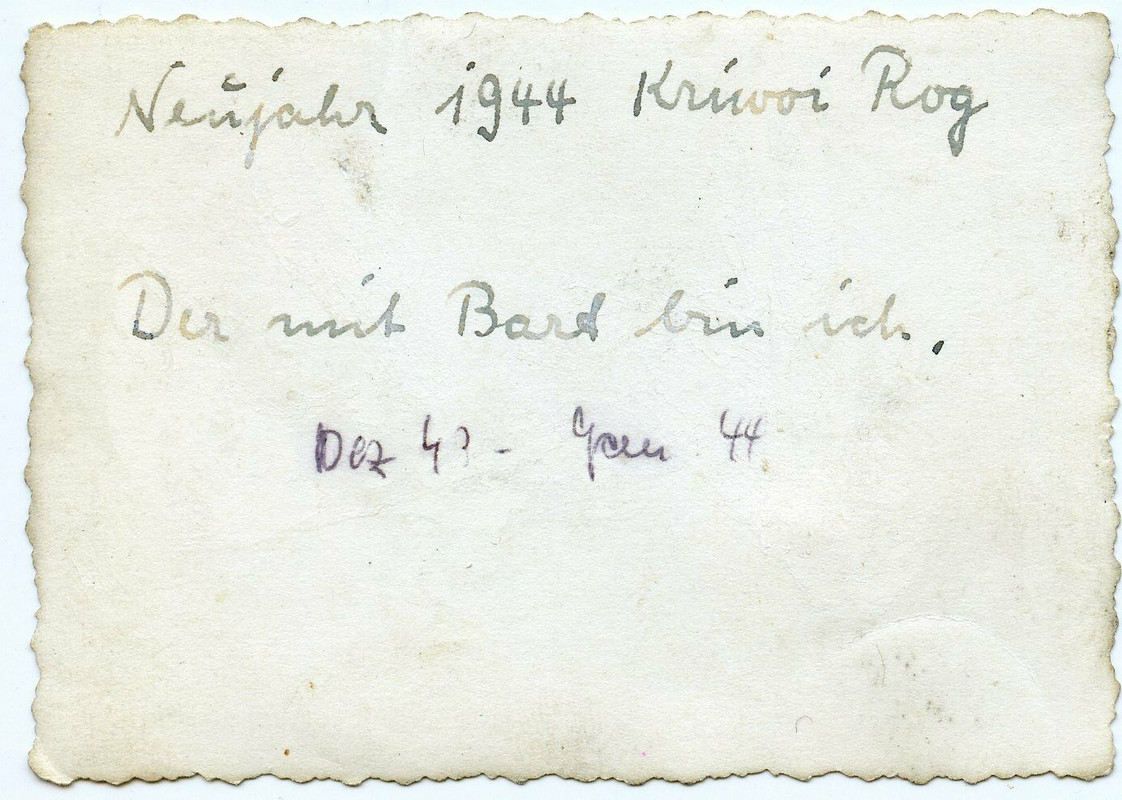 Neujahr 1944 Kriwoi Rog
Der mit Bart bin ich.
Dez 43 - Jan 44